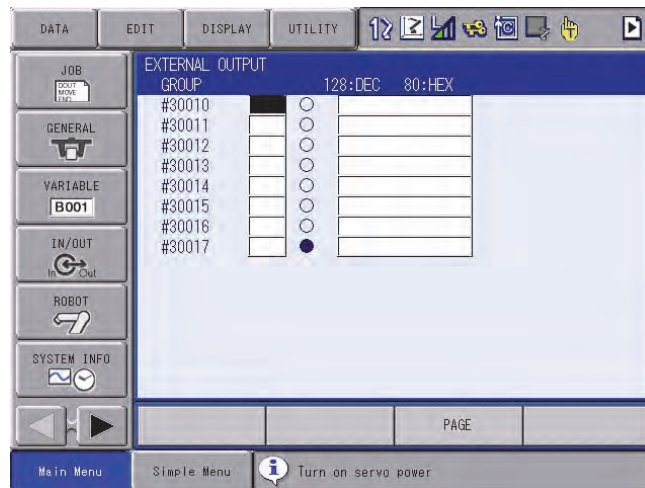 DATA EDIT DISPLAY UTILITY
JOB
DOUT
MOVE
END
GENERAL
VARIABLE
B001
IN/OUT
In Out
ROBOT
SYSTEM INFO
EXTERNAL OUTPUT
GROUP 128:DEC 80:HEX
#30010
#30011
#30012
#30013
#30014
#30015
#30016
#30017
PAGE
Main Menu Simple Menu Turn on servo power